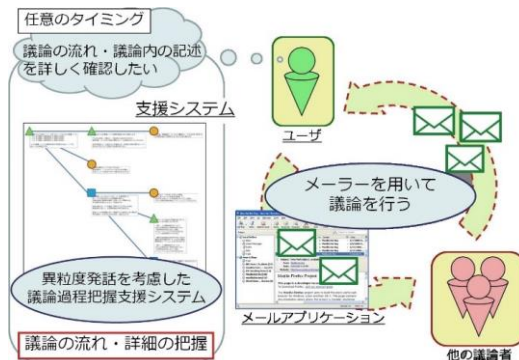 任意のタイミング
議論の流れ・議論内の記述
を詳しく確認したい
支援システム
ユーザ
メーラーを用いて
議論を行う
異粒度発話を考慮した
議論過程把握支援システム
メールアプリケーション
議論の流れ・詳細の把握
他の議論者